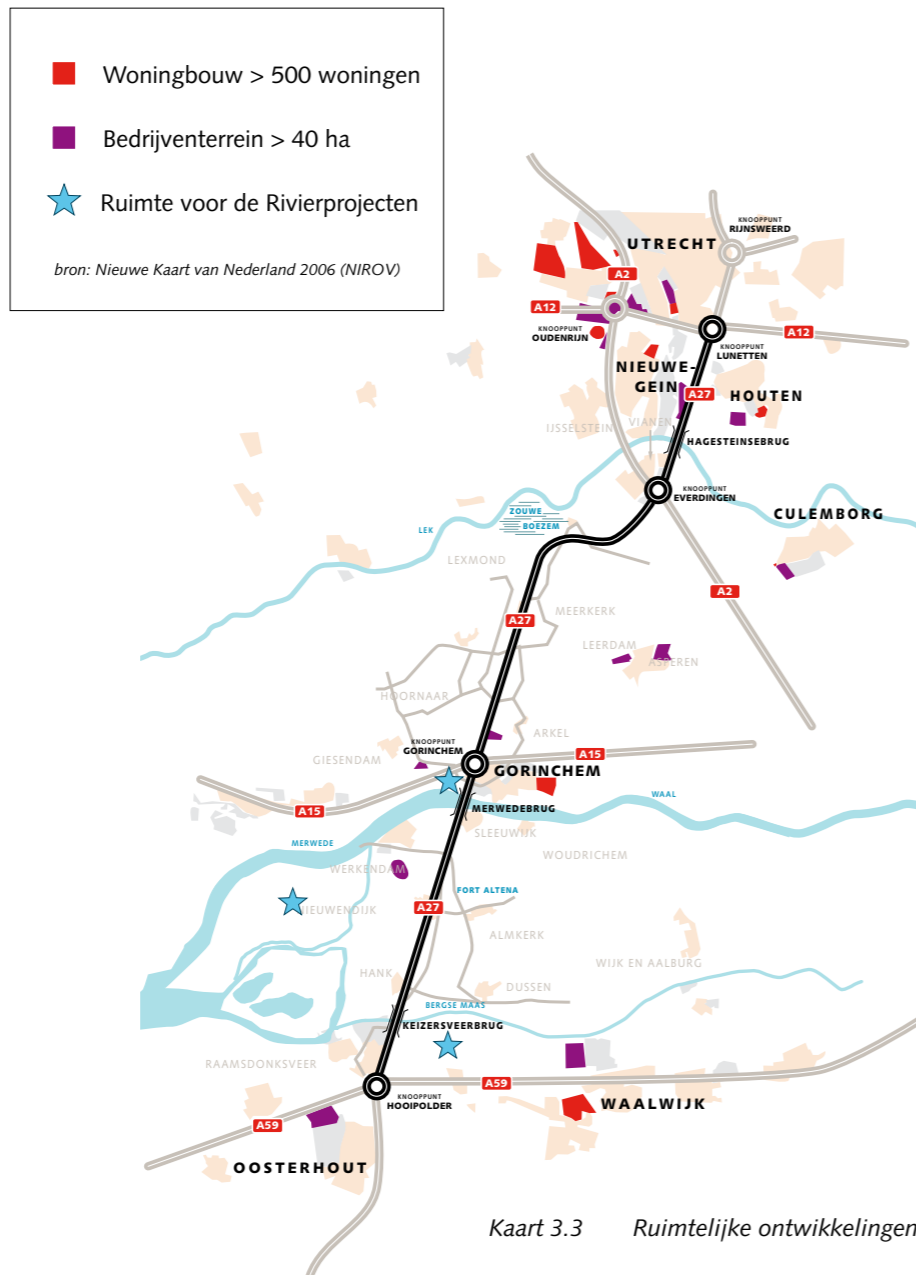 Woningbouw > 500 woningen
Bedrijventerrein > 40 ha
Ruimte voor de Rivierprojecten
bron: Nieuwe Kaart van Nederland 2006 (NIROV)
KNOOPPUNT
RIJNSWEERD
UTRECHT
A2
A12
KNOOPPUNT
OUDENRIJN
A12
KNOOPPUNT
LUNETTEN
NIEUWE-
GEIN
A27
HOUTEN
IJSSELSTEIN
VIANEN
HAGESTEINSEBRUG
KNOOPPUNT
EVERDINGEN
CULEMBORG
ZOUWE
BOEZEM
LEK
LEXMOND
A2
MEERKERK
A27
LEERDAM
ASPEREN
HOORNAAR
ARKEL
KNOOPPUNT
GORINCHEM
A15
GIESENDAM
GORINCHEM
WAAL
A15
MERWEDEBRUG
SLEEUWIJK
MERWEDE
WOUDRICHEM
WERKENDAM
FORT ALTENA
A27
NIEUWENDIJK
ALMKERK
WIJK EN AALBURG
HANK
DUSSEN
BERGSE MAAS
KEIZERSVEERBRUG
RAAMSDONKSVEER
A59
KNOOPPUNT
HOOIPOLDER
WAALWIJK
A59
OOSTERHOUT
Kaart 3.3 Ruimtelijke ontwikkelingen